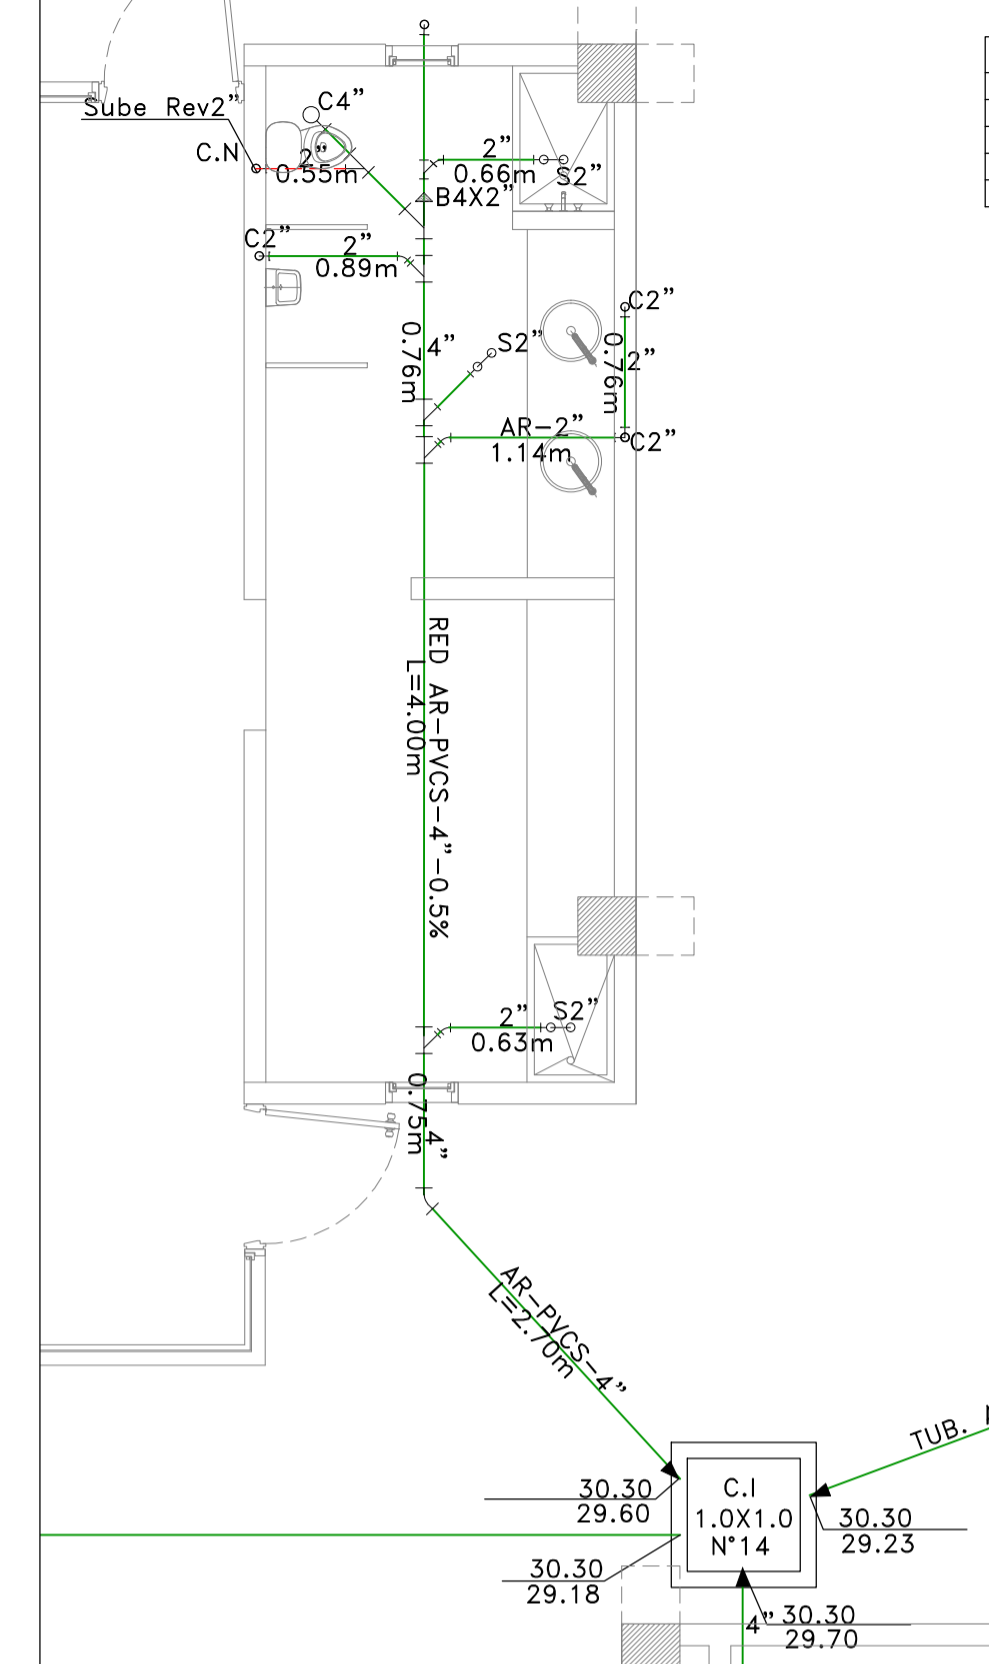 C4”
Sube Rev2”
C.N
2”
0.55m
2”
0.66m
S2”
B4X2”
C2”
2”
0.89m
C2”
0.76m
4”
S2”
0.76m
2”
AR-2”
1.14m
C2”
RED AR-PVCS-4”-0.5%
L=4.00m
2”
S2”
0.63m
0.75m
4”
AR-PVCS-4”
L=2.70m
TUB.
30.30
29.60
C.I
1.0X1.0
N°14
30.30
29.23
30.30
29.18
4”
30.30
29.70